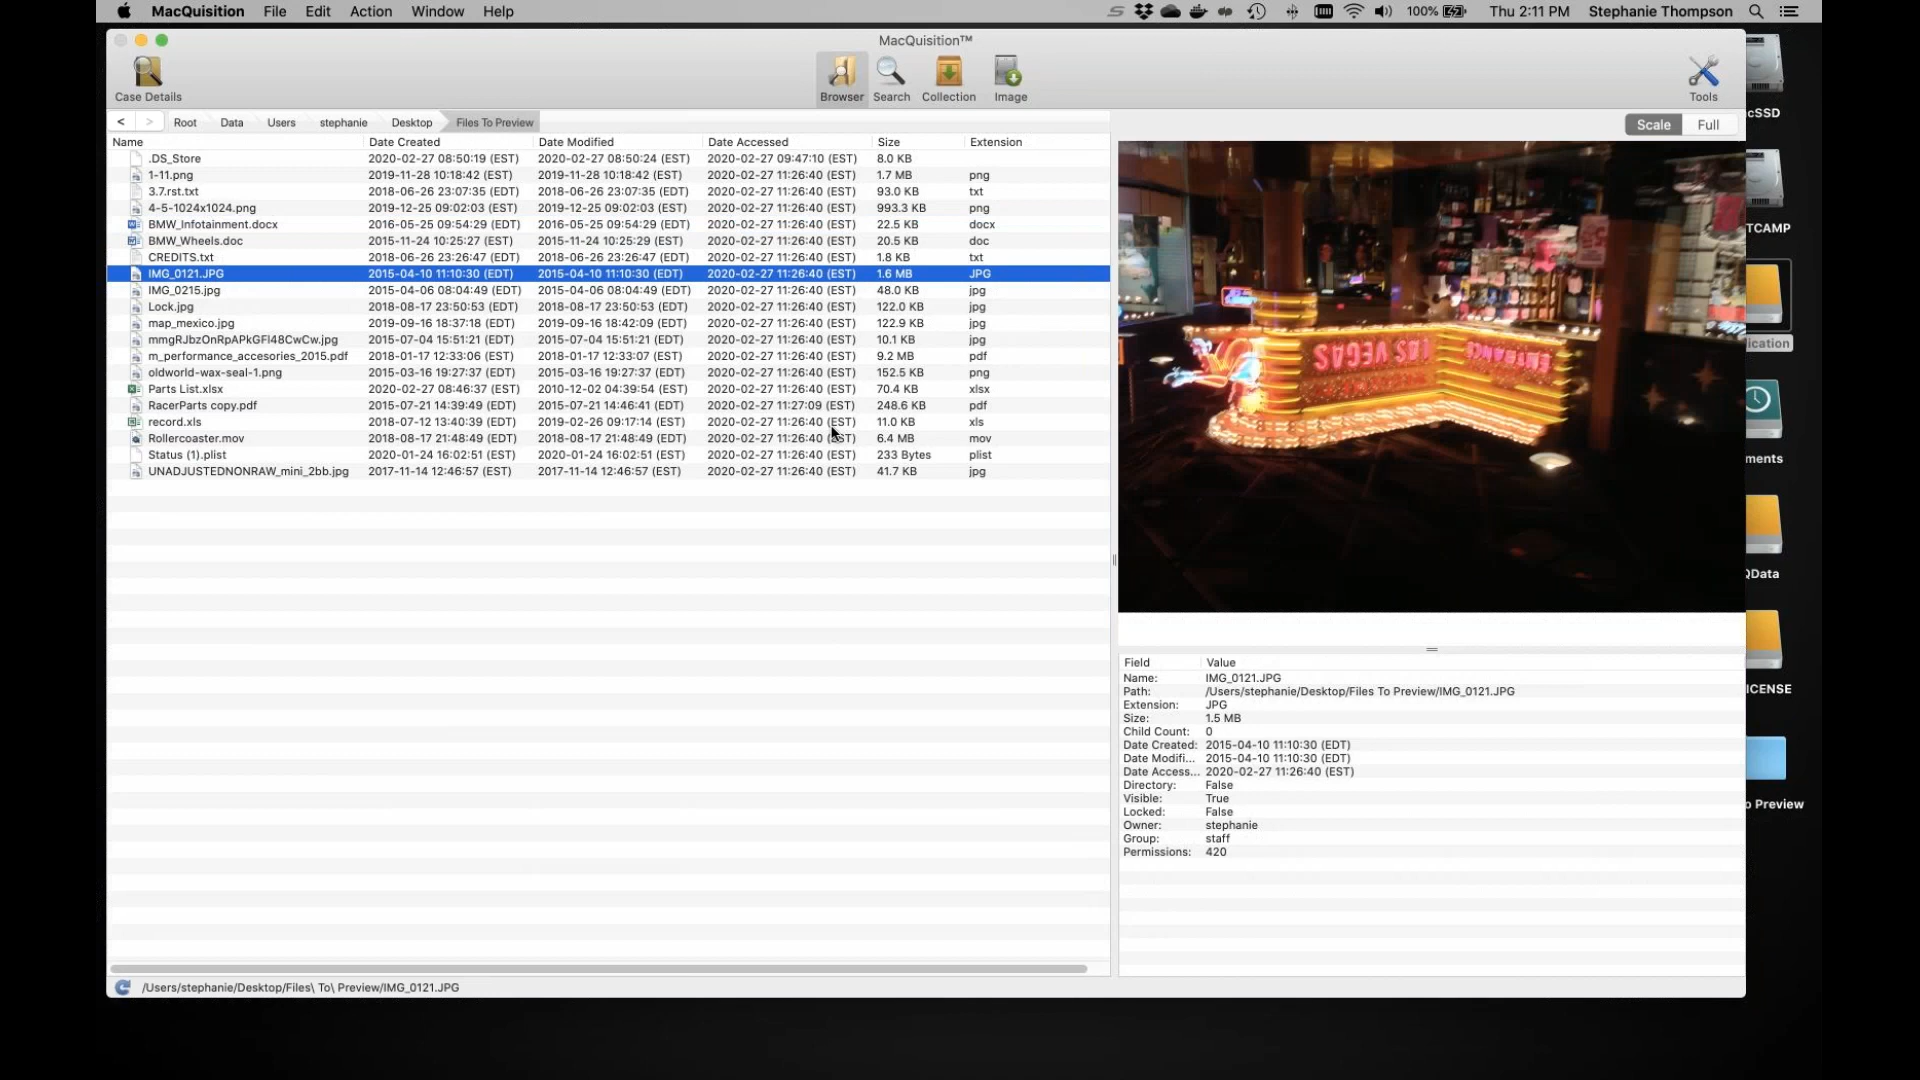 MacQuisition File Edit Action Window Help 100% Thu 2:11 PM Stephanie Thompson
MacQuisition™
Case Details Browser Search Collection Image Tools
< > Root Data Users stephanie Desktop Files To Preview
Scale Full
Name Date Created Date Modified Date Accessed Size Extension
.DS_Store 2020-02-27 08:50:19 (EST) 2020-02-27 08:50:24 (EST) 2020-02-27 09:47:10 (EST) 8.0 KB
1-11.png 2019-11-28 10:18:42 (EST) 2019-11-28 10:18:42 (EST) 2020-02-27 11:26:40 (EST) 1.7 MB png
3.7.rst.txt 2018-06-26 23:07:35 (EDT) 2018-06-26 23:07:35 (EDT) 2020-02-27 11:26:40 (EST) 93.0 KB txt
4-5-1024x1024.png 2019-12-25 09:02:03 (EST) 2019-12-25 09:02:03 (EST) 2020-02-27 11:26:40 (EST) 993.3 KB png
BMW_Infotainment.docx 2016-05-25 09:54:29 (EDT) 2016-05-25 09:54:29 (EDT) 2020-02-27 11:26:40 (EST) 22.5 KB docx
BMW_Wheels.doc 2015-11-24 10:25:27 (EST) 2015-11-24 10:25:29 (EST) 2020-02-27 11:26:40 (EST) 20.5 KB doc
CREDITS.txt 2018-06-26 23:26:47 (EDT) 2018-06-26 23:26:47 (EDT) 2020-02-27 11:26:40 (EST) 1.8 KB txt
IMG_0121.JPG 2015-04-10 11:10:30 (EDT) 2015-04-10 11:10:30 (EDT) 2020-02-27 11:26:40 (EST) 1.6 MB JPG
IMG_0215.jpg 2015-04-06 08:04:49 (EDT) 2015-04-06 08:04:49 (EDT) 2020-02-27 11:26:40 (EST) 48.0 KB jpg
Lock.jpg 2018-08-17 23:50:53 (EDT) 2018-08-17 23:50:53 (EDT) 2020-02-27 11:26:40 (EST) 122.0 KB jpg
map_mexico.jpg 2019-09-16 18:37:18 (EDT) 2019-09-16 18:42:09 (EDT) 2020-02-27 11:26:40 (EST) 122.9 KB jpg
mmgRJbzOnRpAPkGFl48CwCw.jpg 2015-07-04 15:51:21 (EDT) 2015-07-04 15:51:21 (EDT) 2020-02-27 11:26:40 (EST) 10.1 KB jpg
m_performance_accesories_2015.pdf 2018-01-17 12:33:06 (EST) 2018-01-17 12:33:07 (EST) 2020-02-27 11:26:40 (EST) 9.2 MB pdf
oldworld-wax-seal-1.png 2015-03-16 19:27:37 (EDT) 2015-03-16 19:27:37 (EDT) 2020-02-27 11:26:40 (EST) 152.5 KB png
Parts List.xlsx 2020-02-27 08:46:37 (EST) 2010-12-02 04:39:54 (EST) 2020-02-27 11:26:40 (EST) 70.4 KB xlsx
RacerParts copy.pdf 2015-07-21 14:39:49 (EDT) 2015-07-21 14:46:41 (EDT) 2020-02-27 11:27:09 (EST) 248.6 KB pdf
record.xls 2018-07-12 13:40:39 (EDT) 2019-02-26 09:17:14 (EST) 2020-02-27 11:26:40 (EST) 11.0 KB xls
Rollercoaster.mov 2018-08-17 21:48:49 (EDT) 2018-08-17 21:48:49 (EDT) 2020-02-27 11:26:40 (EST) 6.4 MB mov
Status (1).plist 2020-01-24 16:02:51 (EST) 2020-01-24 16:02:51 (EST) 2020-02-27 11:26:40 (EST) 233 Bytes plist
UNADJUSTEDNONRAW_mini_2bb.jpg 2017-11-14 12:46:57 (EST) 2017-11-14 12:46:57 (EST) 2020-02-27 11:26:40 (EST) 41.7 KB jpg
LAS VEGAS
ENTRANCE
Field Value
Name: IMG_0121.JPG
Path: /Users/stephanie/Desktop/Files To Preview/IMG_0121.JPG
Extension: JPG
Size: 1.5 MB
Child Count: 0
Date Created: 2015-04-10 11:10:30 (EDT)
Date Modifi... 2015-04-10 11:10:30 (EDT)
Date Access... 2020-02-27 11:26:40 (EST)
Directory: False
Visible: True
Locked: False
Owner: stephanie
Group: staff
Permissions: 420
/Users/stephanie/Desktop/Files\ To\ Preview/IMG_0121.JPG
cSSD
TCAMP
ication
ments
QData
ICENSE
o Preview